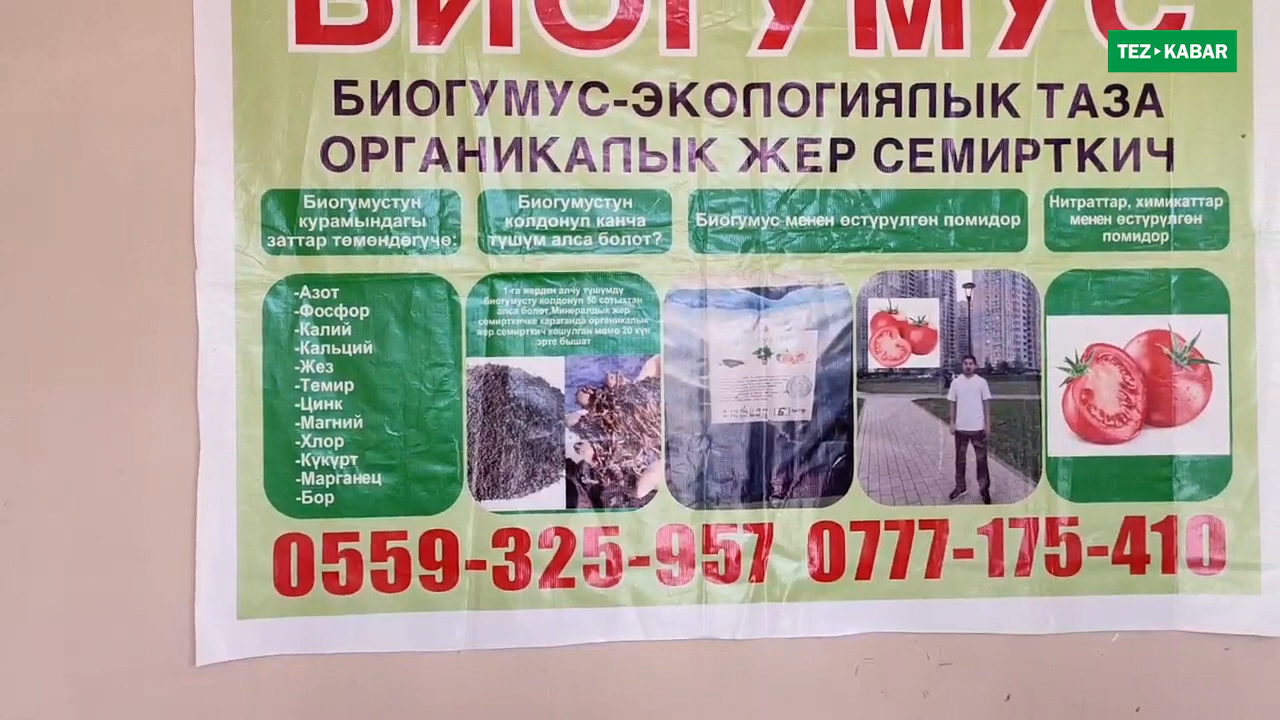 БИОГУМУС
TEZ KABAR
БИОГУМУС-ЭКОЛОГИЯЛЫК ТАЗА
ОРГАНИКАЛЫК ЖЕР СЕМИРТКИЧ
Биогумустун
курамындагы
заттар төмөндөгүчө:
Биогумустун
колдонуп канча
түшүм алса болот?
Биогумус менен өстүрүлгөн помидор
Нитраттар, химикаттар
менен өстүрүлгөн
помидор
-Азот
-Фосфор
-Калий
-Кальций
-Жез
-Темир
-Цинк
-Магний
-Хлор
-Күкүрт
-Марганец
-Бор
1-га жерден алчу түшүмдү
биогумусту колдонуп 50 сотыхтан
алса болот.Минералдык жер
семирткичке караганда органикалык
жер семирткич кошулган мөмө 20 күн
эрте бышат
0559-325-957 0777-175-410